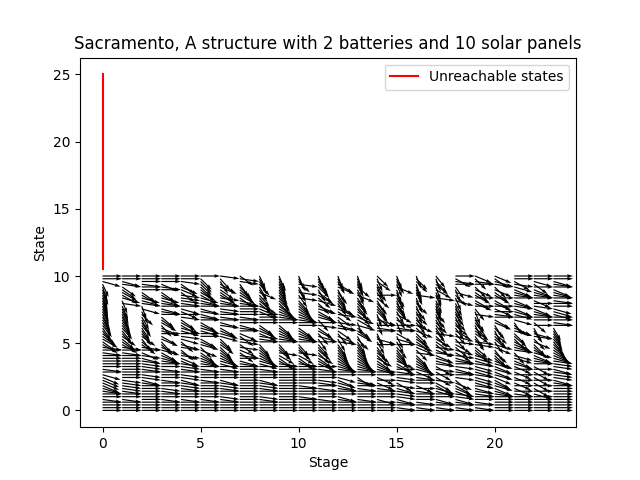 Sacramento, A structure with 2 batteries and 10 solar panels
Unreachable states
25
20
15
10
5
0
State
0
5
10
15
20
Stage